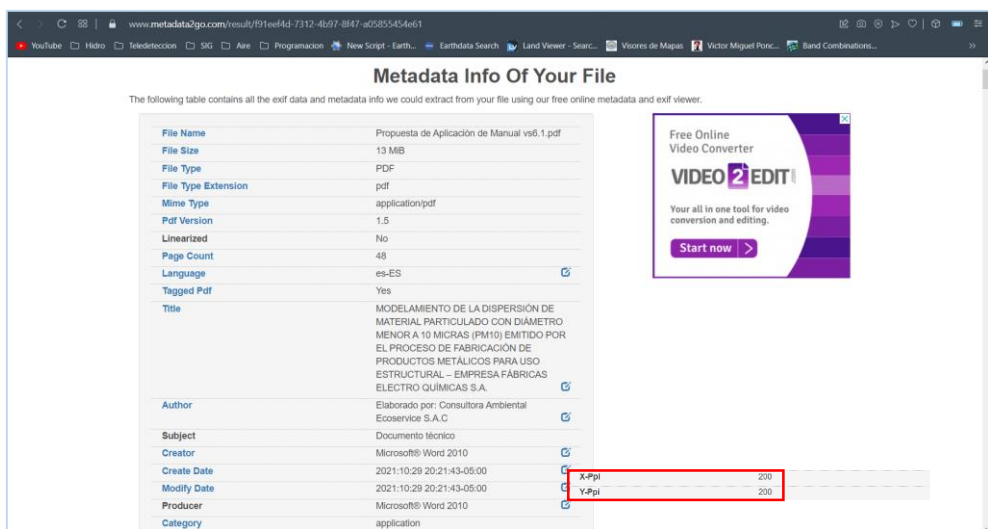 www.metadata2go.com/result/f91eef4d-7312-4b97-8f47-a05855454e61
YouTube Hidro Teledeteccion SIG Aire Programacion New Script - Earth... Earthdata Search Land Viewer - Searc... Visores de Mapas Victor Miguel Ponc... Band Combinations... »
Metadata Info Of Your File
The following table contains all the exif data and metadata info we could extract from your file using our free online metadata and exif viewer.
File Name Propuesta de Aplicación de Manual vs6.1.pdf
File Size 13 MiB
File Type PDF
File Type Extension pdf
Mime Type application/pdf
Pdf Version 1.5
Linearized No
Page Count 48
Language es-ES
Tagged Pdf Yes
Title MODELAMIENTO DE LA DISPERSIÓN DE
MATERIAL PARTICULADO CON DIÁMETRO
MENOR A 10 MICRAS (PM10) EMITIDO POR
EL PROCESO DE FABRICACIÓN DE
PRODUCTOS METÁLICOS PARA USO
ESTRUCTURAL – EMPRESA FÁBRICAS
ELECTRO QUÍMICAS S.A.
Author Elaborado por: Consultora Ambiental
Ecoservice S.A.C
Subject Documento técnico
Creator Microsoft® Word 2010
Create Date 2021:10:29 20:21:43-05:00
Modify Date 2021:10:29 20:21:43-05:00
Producer Microsoft® Word 2010
Category application
Free Online
Video Converter
VIDEO 2 EDIT
Your all in one tool for video
conversion and editing.
Start now >
X-Ppi 200
Y-Ppi 200